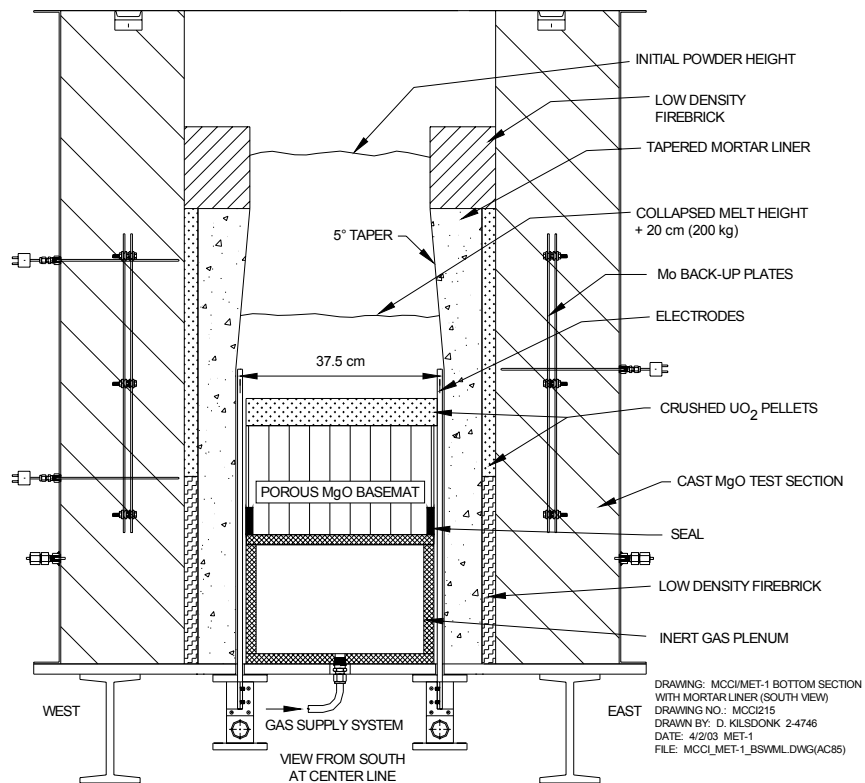 INITIAL POWDER HEIGHT
LOW DENSITY
FIREBRICK
TAPERED MORTAR LINER
COLLAPSED MELT HEIGHT
+ 20 cm (200 kg)
5° TAPER
Mo BACK-UP PLATES
ELECTRODES
37.5 cm
CRUSHED UO₂ PELLETS
CAST MgO TEST SECTION
POROUS MgO BASEMAT
SEAL
LOW DENSITY FIREBRICK
INERT GAS PLENUM
WEST
GAS SUPPLY SYSTEM
EAST
VIEW FROM SOUTH
AT CENTER LINE
DRAWING: MCCI/MET-1 BOTTOM SECTION
WITH MORTAR LINER (SOUTH VIEW)
DRAWING NO.: MCCI215
DRAWN BY: D. KILSDONK 2-4746
DATE: 4/2/03 MET-1
FILE: MCCI_MET-1_BSWML.DWG(AC85)